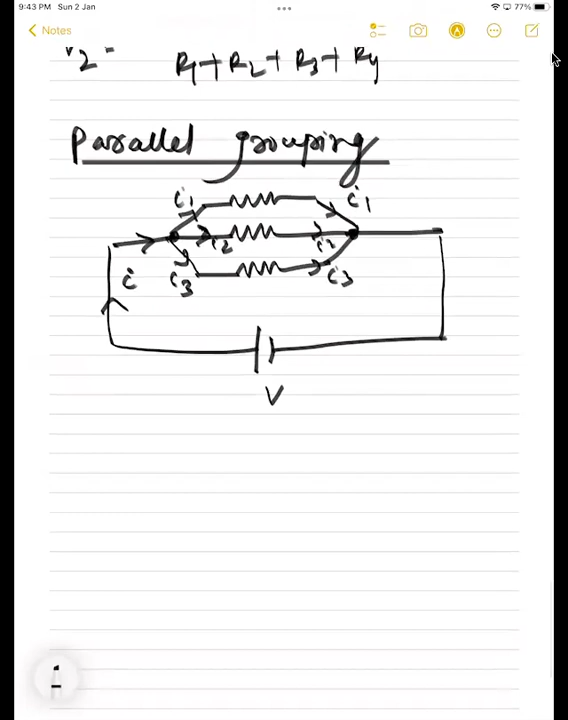 9:43 PM Sun 2 Jan
77%
Notes
R1 + R2 + R3 + R4
Parallel grouping
i1 i1
i2 i2
i i3 i3
V